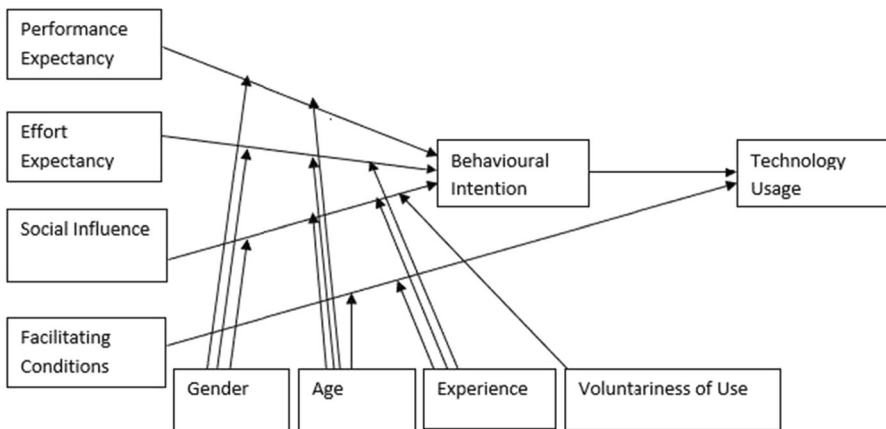 Performance
Expectancy
Effort
Expectancy
Social Influence
Facilitating
Conditions
Behavioural
Intention
Technology
Usage
Gender
Age
Experience
Voluntariness of Use